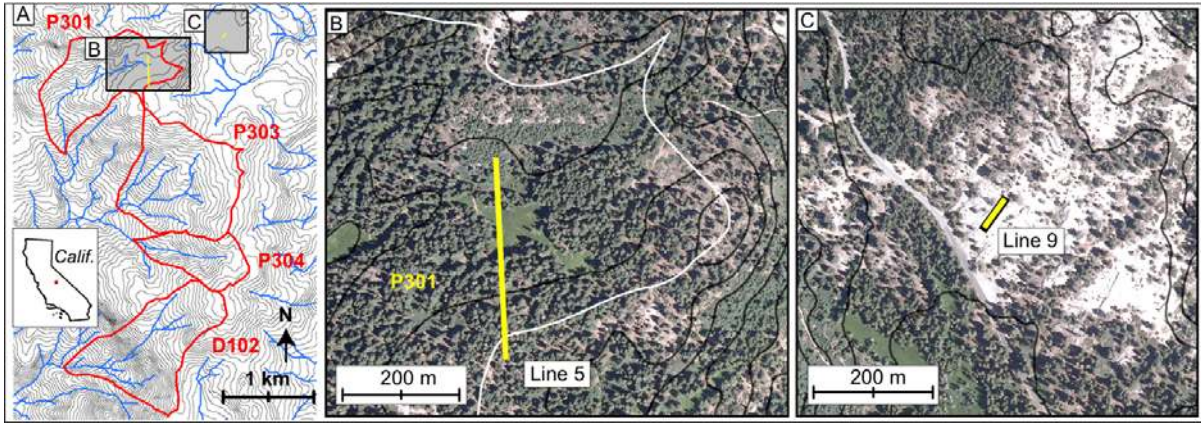 A
P301
C
B
P303
Calif.
P304
N
D102
1 km
B
P301
Line 5
200 m
C
Line 9
200 m